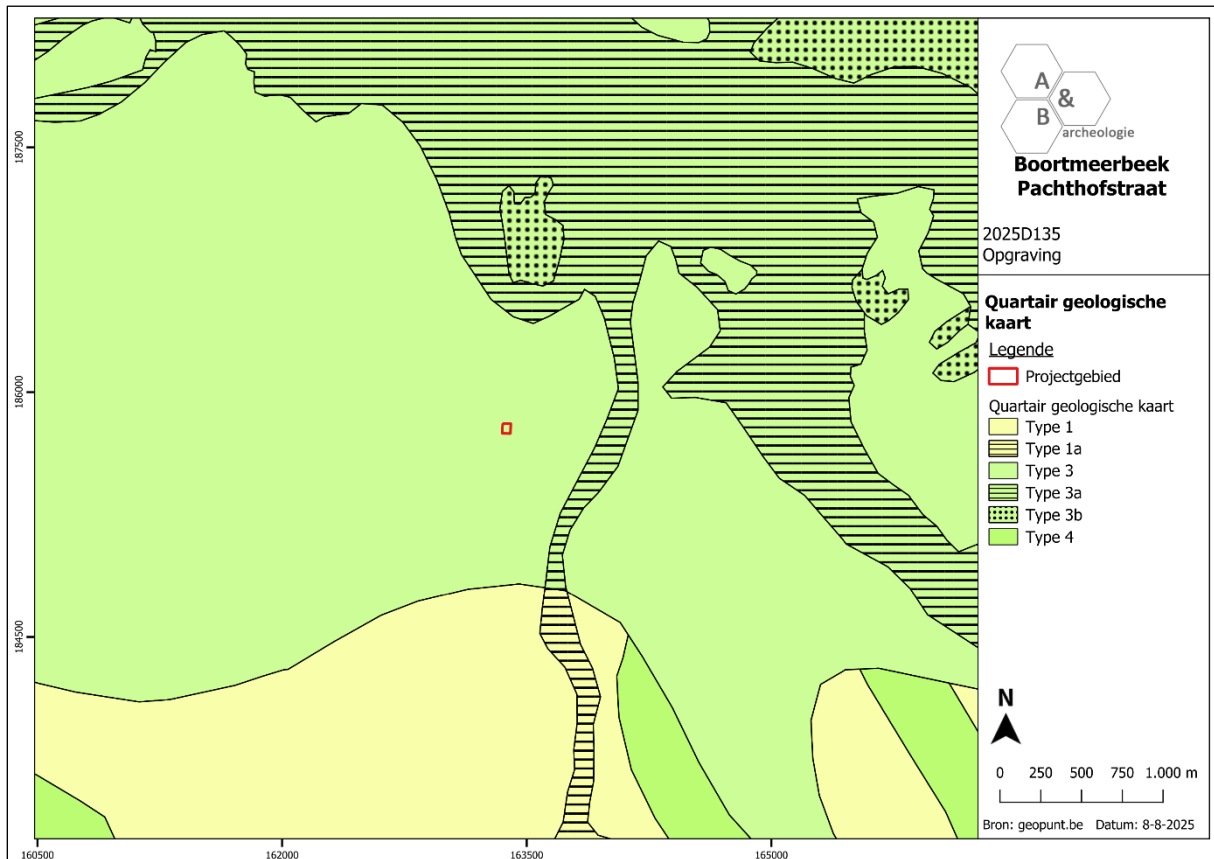 A
&
B
archeologie
Boortmeerbeek
Pachthofstraat
2025D135
Opgraving
Quartair geologische
kaart
Legende
Projectgebied
Quartair geologische kaart
Type 1
Type 1a
Type 3
Type 3a
Type 3b
Type 4
N
0 250 500 750 1.000 m
Bron: geopunt.be Datum: 8-8-2025
187500
186000
184500
160500 162000 163500 165000